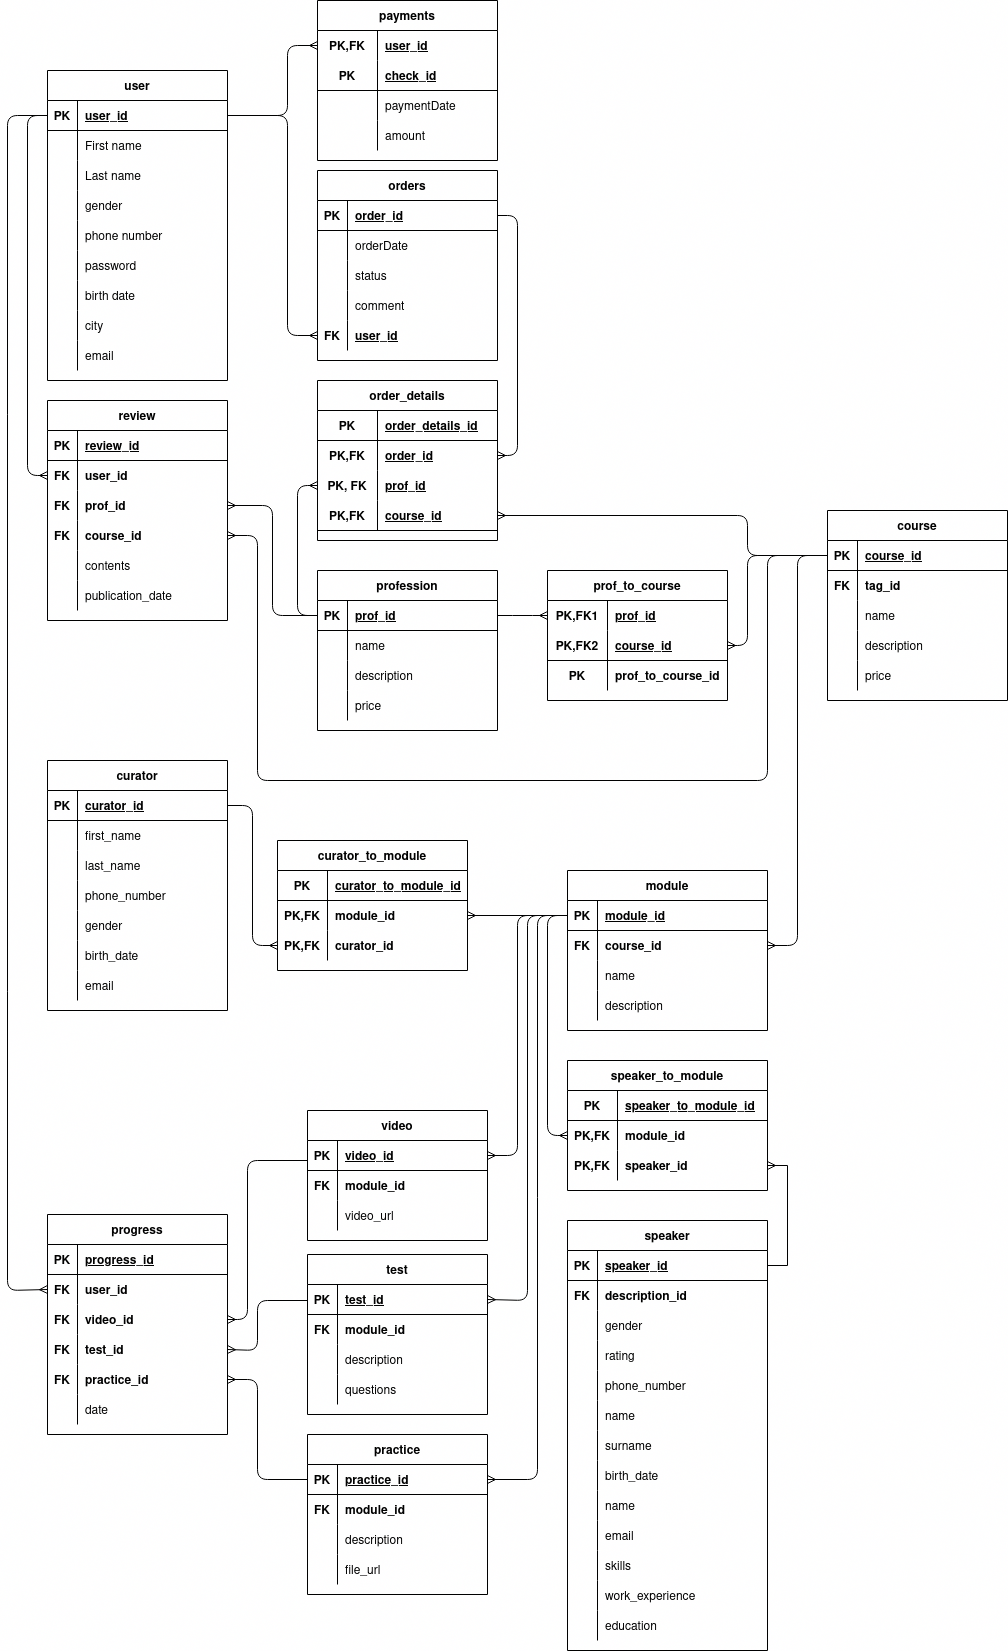 payments
PK,FK user_id
PK check_id
paymentDate
amount
user
PK user_id
First name
Last name
gender
phone number
password
birth date
city
email
orders
PK order_id
orderDate
status
comment
FK user_id
order_details
PK order_details_id
PK,FK order_id
PK, FK prof_id
PK,FK course_id
review
PK review_id
FK user_id
FK prof_id
FK course_id
contents
publication_date
profession
PK prof_id
name
description
price
prof_to_course
PK,FK1 prof_id
PK,FK2 course_id
PK prof_to_course_id
course
PK course_id
FK tag_id
name
description
price
curator
PK curator_id
first_name
last_name
phone_number
gender
birth_date
email
curator_to_module
PK curator_to_module_id
PK,FK module_id
PK,FK curator_id
module
PK module_id
FK course_id
name
description
speaker_to_module
PK speaker_to_module_id
PK,FK module_id
PK,FK speaker_id
video
PK video_id
FK module_id
video_url
progress
PK progress_id
FK user_id
FK video_id
FK test_id
FK practice_id
date
test
PK test_id
FK module_id
description
questions
practice
PK practice_id
FK module_id
description
file_url
speaker
PK speaker_id
FK description_id
gender
rating
phone_number
name
surname
birth_date
name
email
skills
work_experience
education